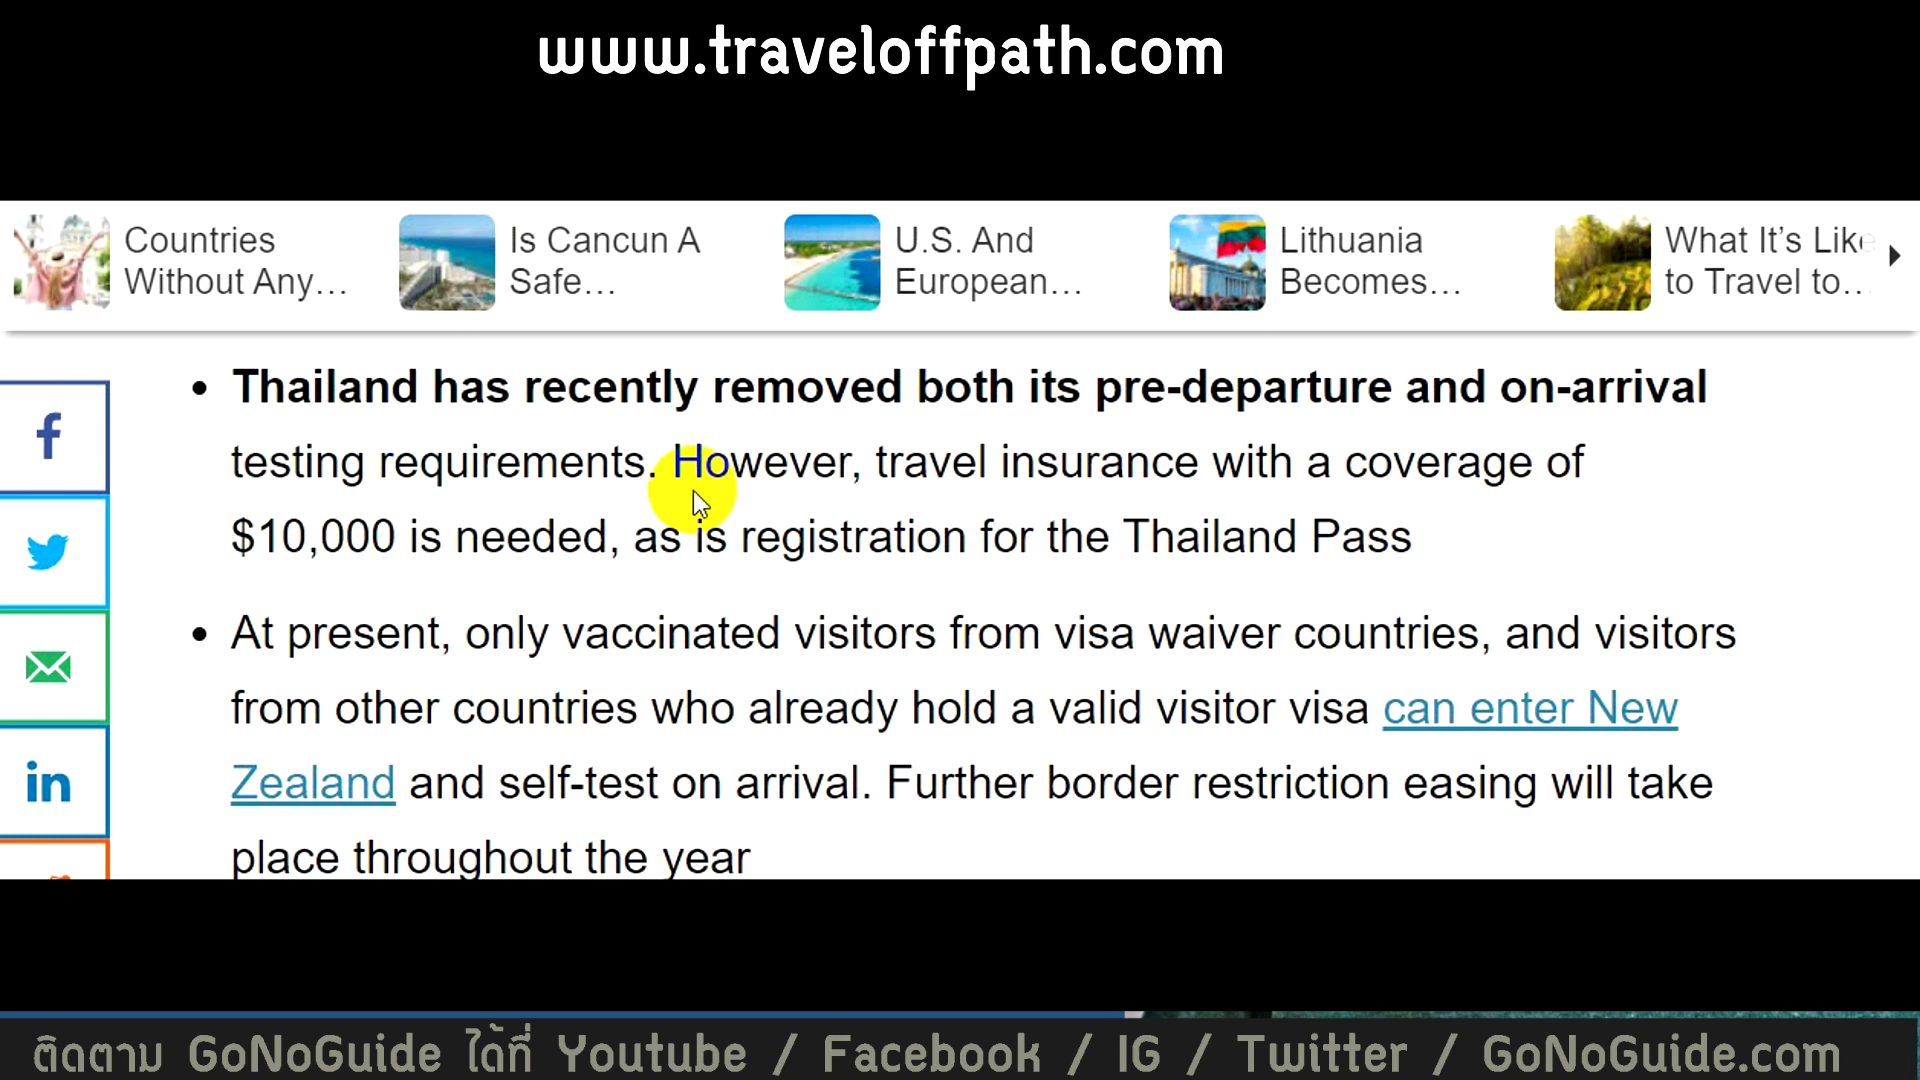 www.traveloffpath.com
Countries
Without Any...
Is Cancun A
Safe...
U.S. And
European...
Lithuania
Becomes...
What It's Like
to Travel to...
Thailand has recently removed both its pre-departure and on-arrival
testing requirements. However, travel insurance with a coverage of
$10,000 is needed, as is registration for the Thailand Pass
At present, only vaccinated visitors from visa waiver countries, and visitors
from other countries who already hold a valid visitor visa can enter New
Zealand and self-test on arrival. Further border restriction easing will take
place throughout the year
ติดตาม GoNoGuide ได้ที่ Youtube / Facebook / IG / Twitter / GoNoGuide.com